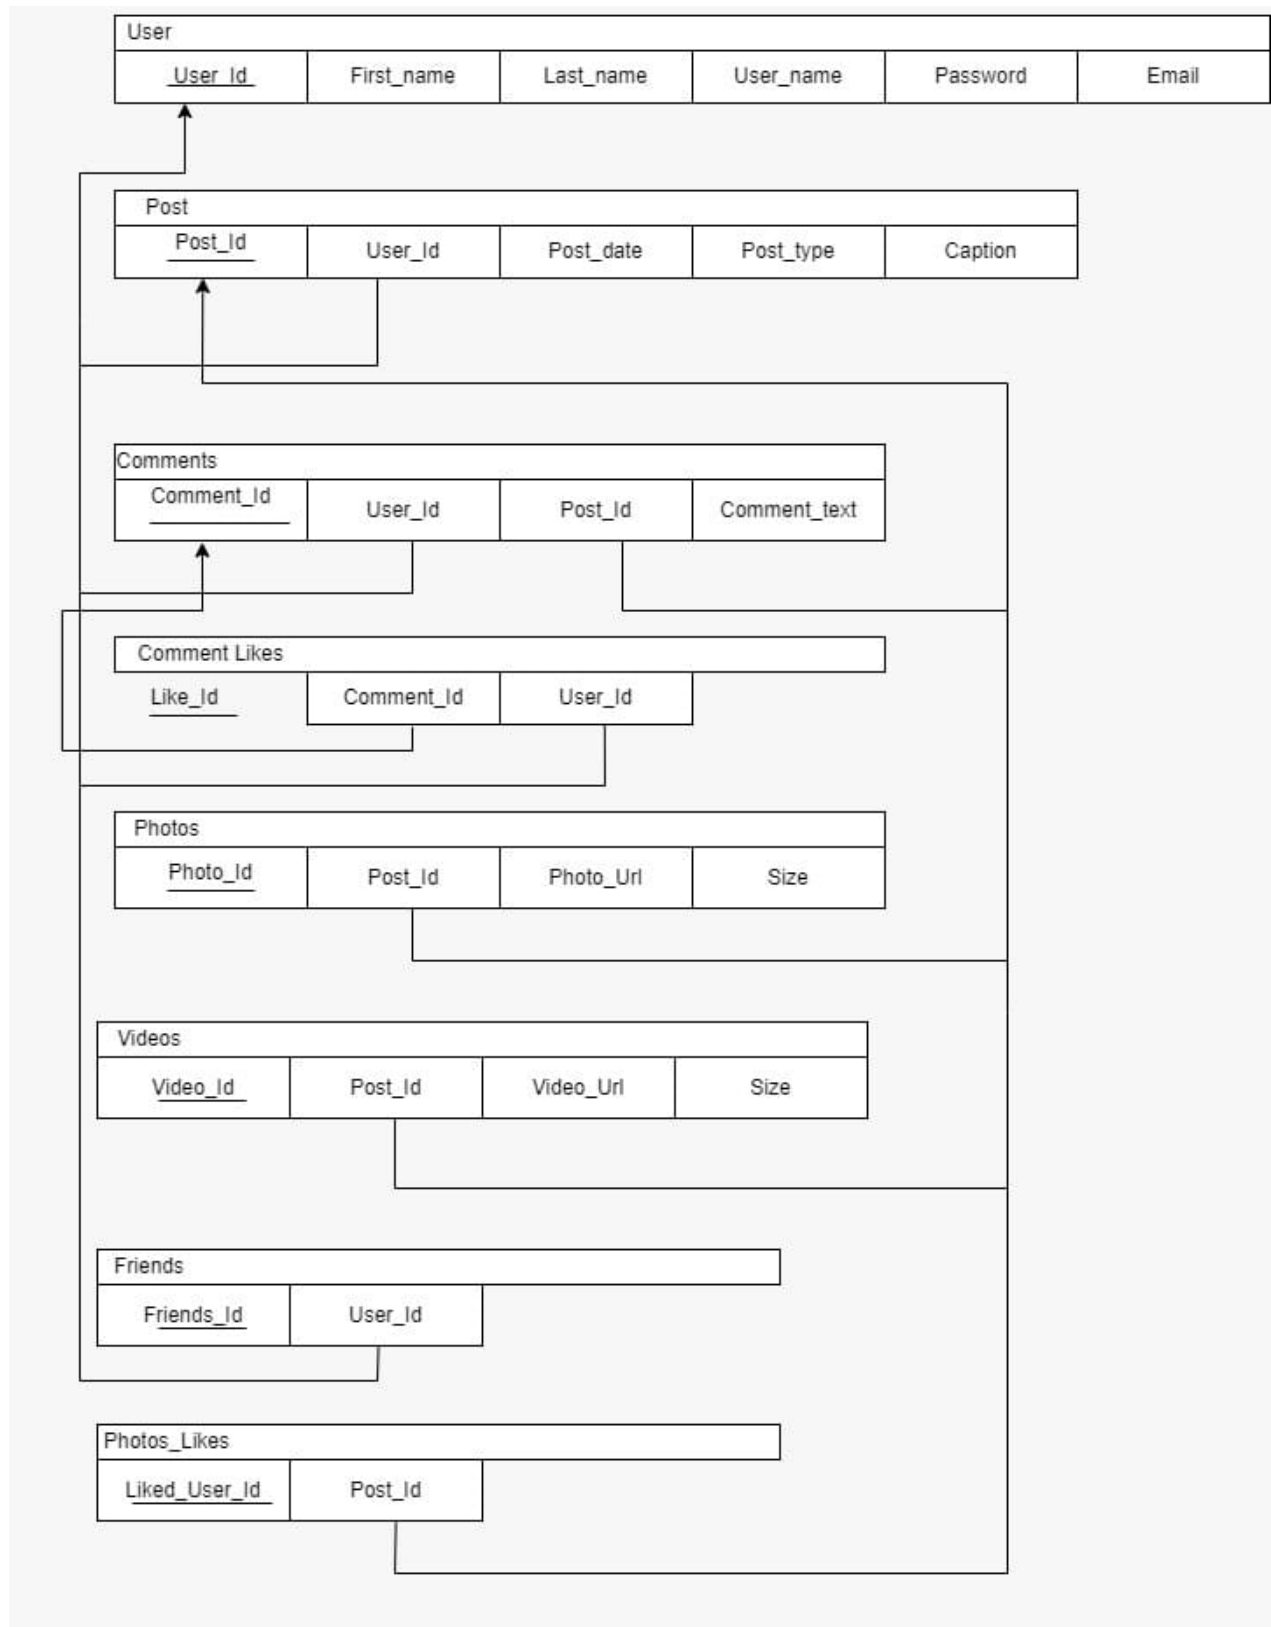 User
User_Id First_name Last_name User_name Password Email
Post
Post_Id User_Id Post_date Post_type Caption
Comments
Comment_Id User_Id Post_Id Comment_text
Comment Likes
Like_Id Comment_Id User_Id
Photos
Photo_Id Post_Id Photo_Url Size
Videos
Video_Id Post_Id Video_Url Size
Friends
Friends_Id User_Id
Photos_Likes
Liked_User_Id Post_Id